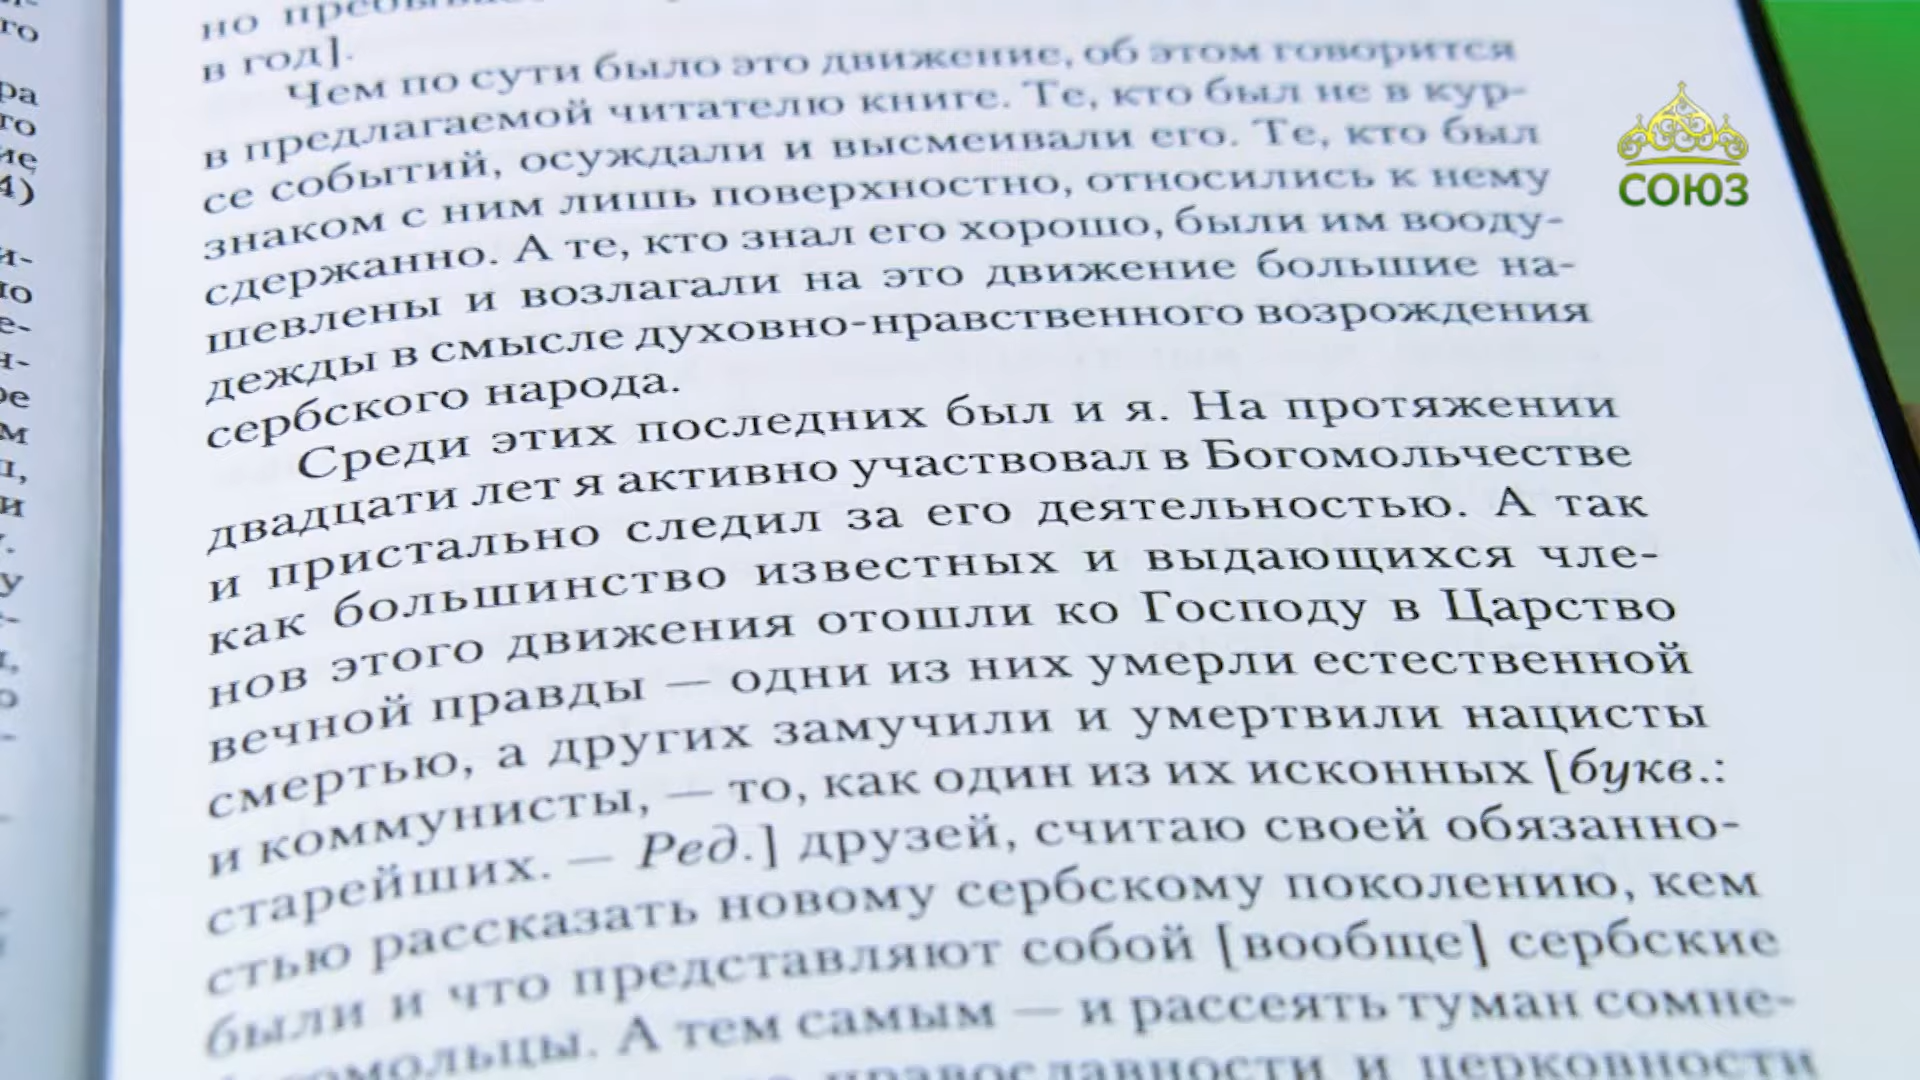 но
в год].
Чем по сути было это движение, об этом говорится
в предлагаемой читателю книге. Те, кто был не в кур-
се событий, осуждали и высмеивали его. Те, кто был
знаком с ним лишь поверхностно, относились к нему
сдержанно. А те, кто знал его хорошо, были им вооду-
шевлены и возлагали на это движение большие на-
дежды в смысле духовно-нравственного возрождения
сербского народа.
Среди этих последних был и я. На протяжении
двадцати лет я активно участвовал в Богомольчестве
и пристально следил за его деятельностью. А так
как большинство известных и выдающихся чле-
нов этого движения отошли ко Господу в Царство
вечной правды — одни из них умерли естественной
смертью, а других замучили и умертвили нацисты
и коммунисты, — то, как один из их исконных [букв.:
старейших. — Ред.] друзей, считаю своей обязанно-
стью рассказать новому сербскому поколению, кем
были и что представляют собой [вообще] сербские
богомольцы. А тем самым — и рассеять туман сомне-
православности и церковности
СОЮЗ